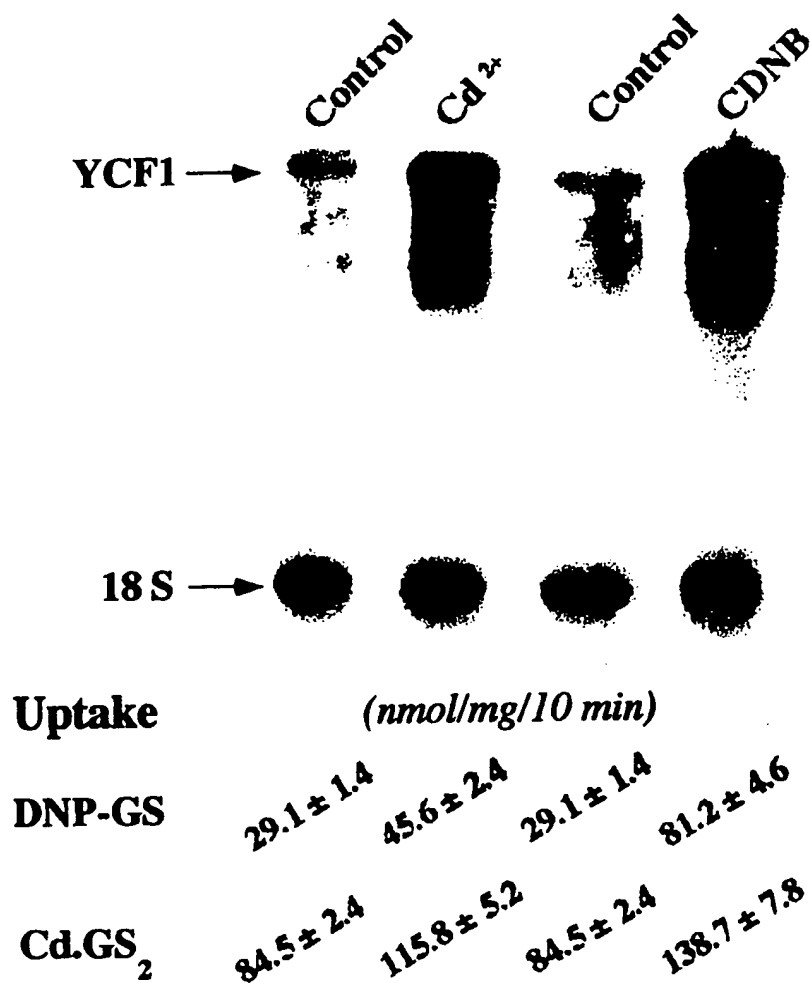 Control Cd 2+ Control CDNB
YCF1
18 S
Uptake (nmol/mg/10 min)
DNP-GS 29.1 ± 1.4 45.6 ± 2.4 29.1 ± 1.4 81.2 ± 4.6
Cd.GS2 84.5 ± 2.4 115.8 ± 5.2 84.5 ± 2.4 138.7 ± 7.8